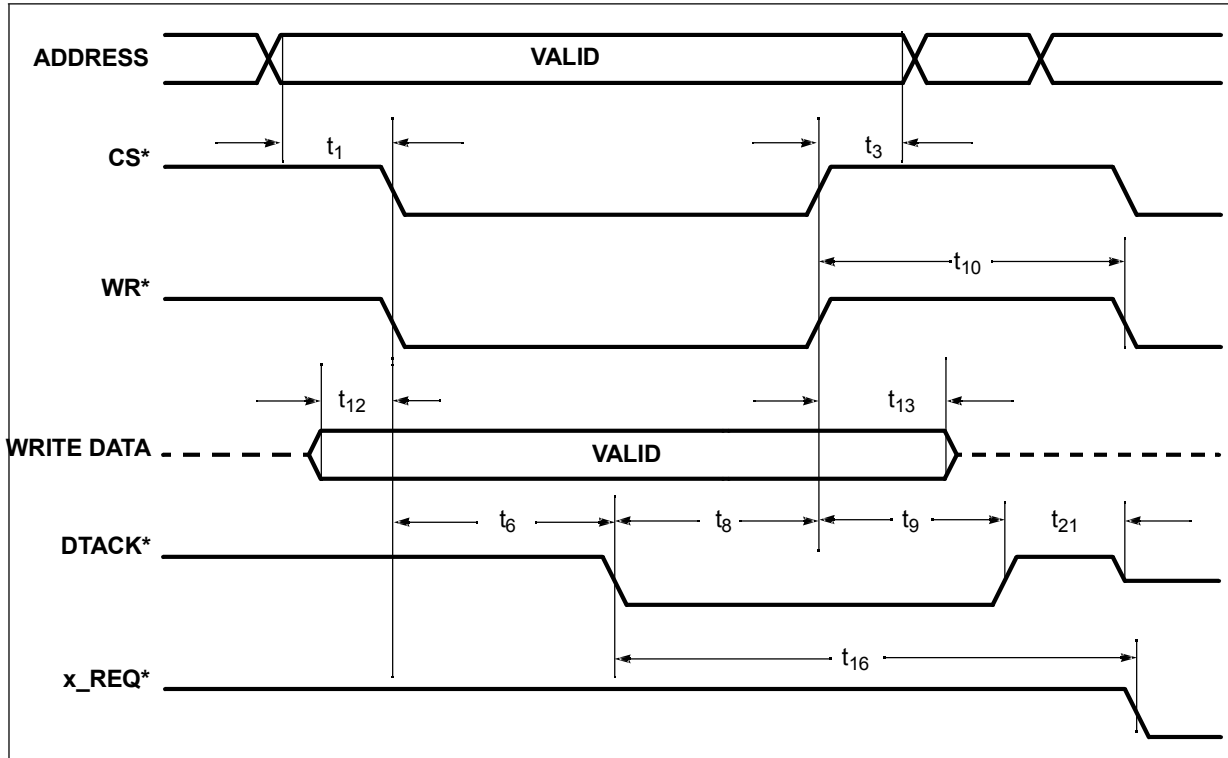 ADDRESS
VALID
CS*
t1
t3
WR*
t10
t12
t13
WRITE DATA
VALID
DTACK*
t6
t8
t9
t21
x_REQ*
t16